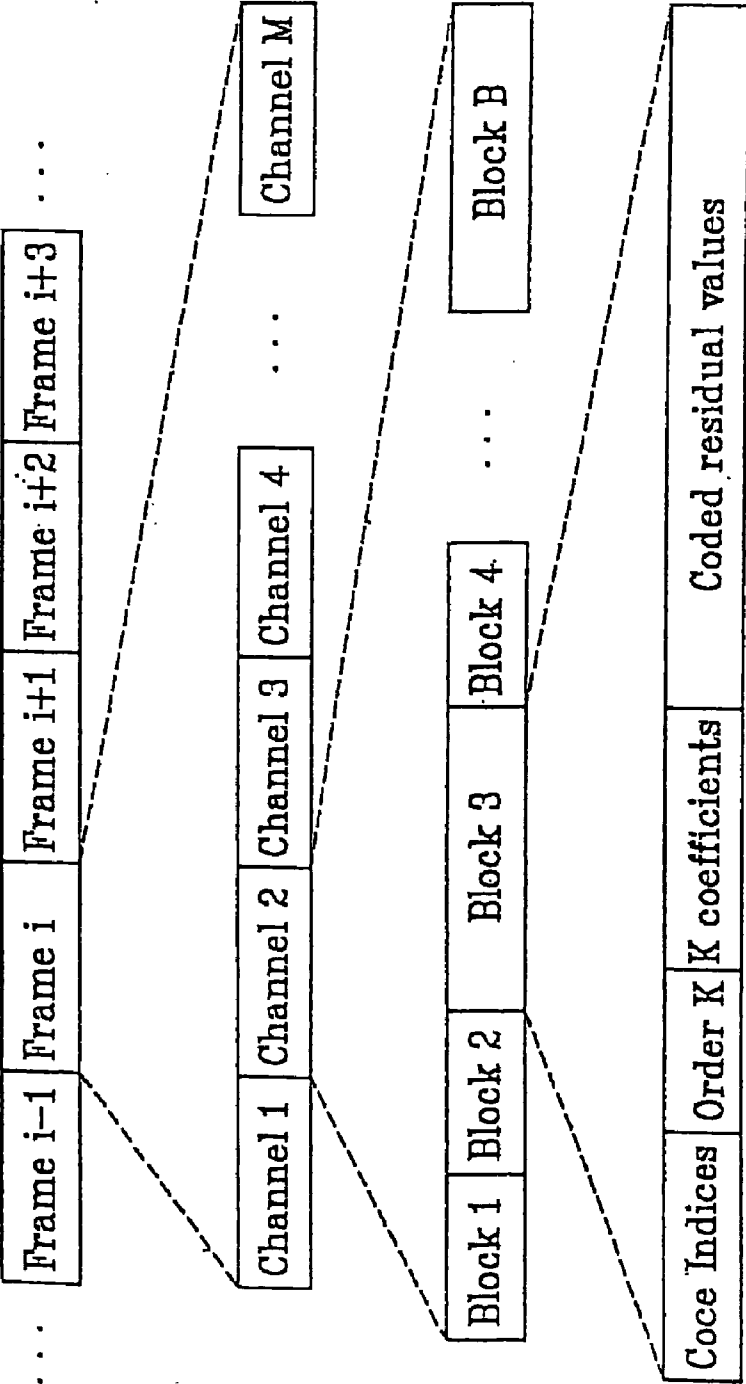 ... Frame i-1 Frame i Frame i+1 Frame i+2 Frame i+3 ...
Channel 1 Channel 2 Channel 3 Channel 4 ... Channel M
Block 1 Block 2 Block 3 Block 4 ... Block B
Coce Indices Order K K coefficients Coded residual values